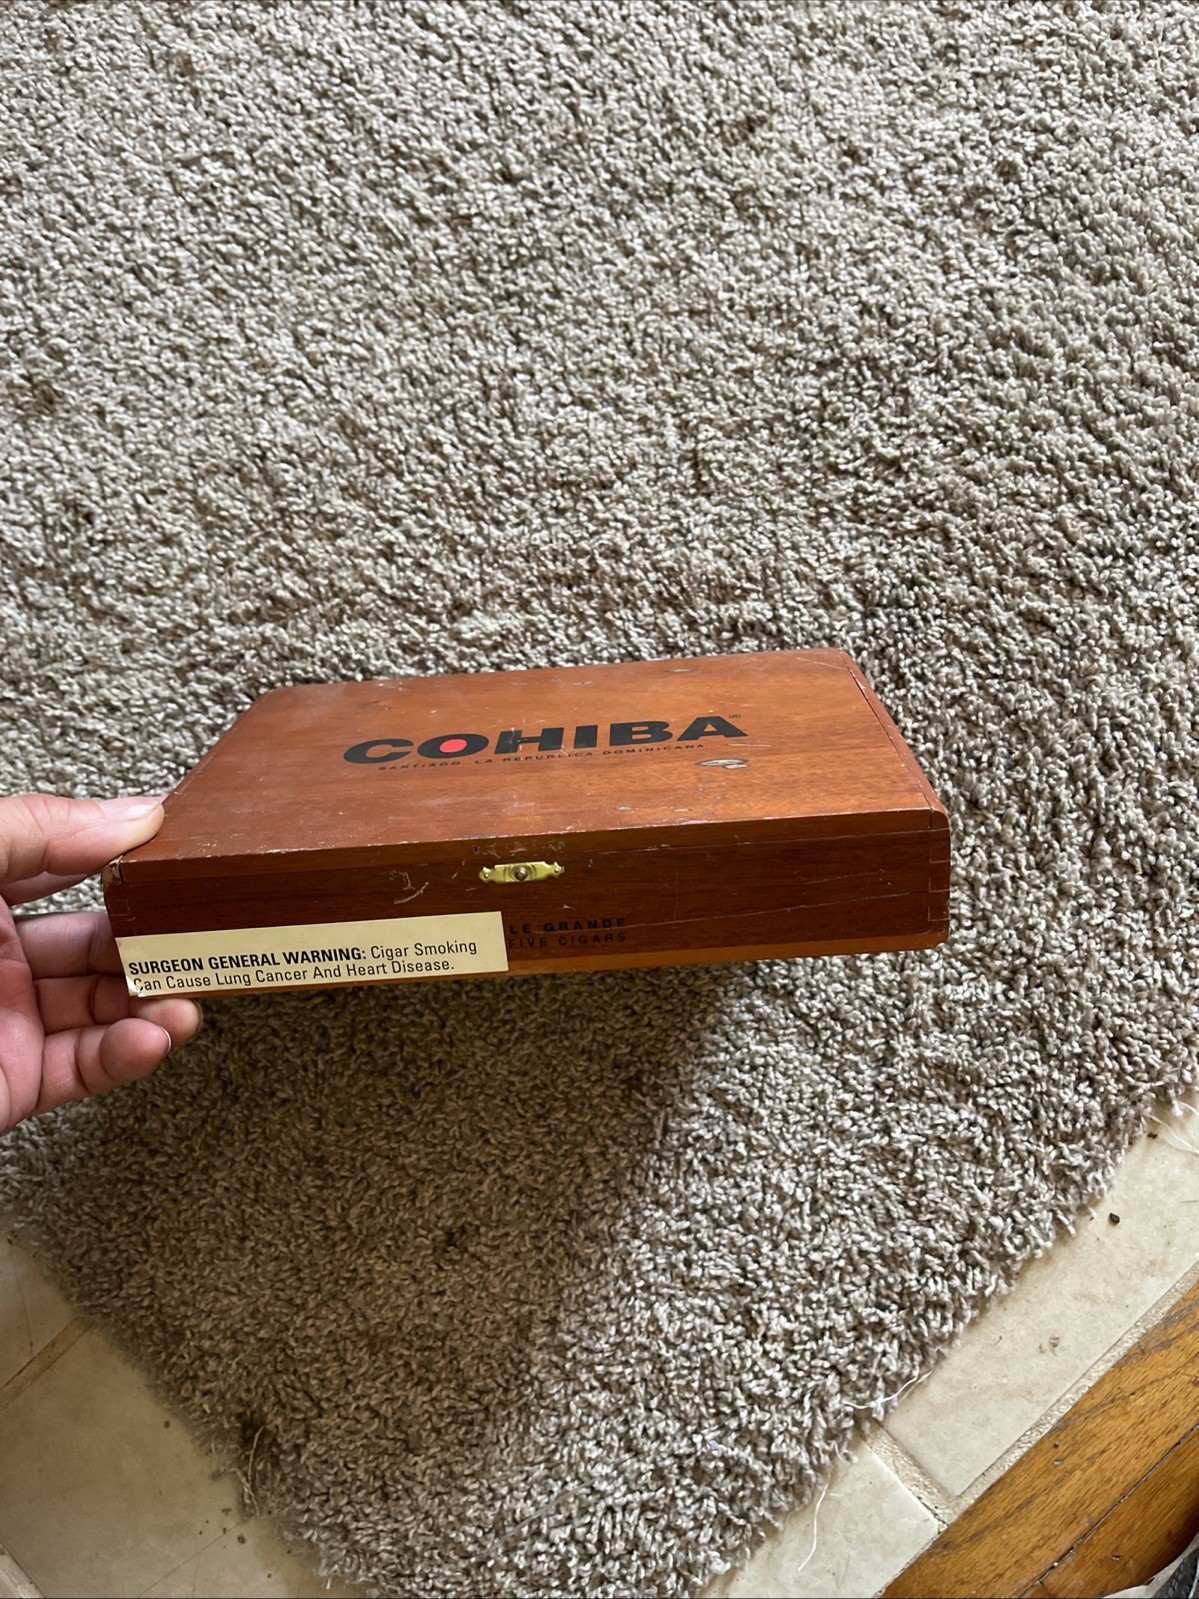 COHIBA
SANTIAGO LA REPUBLICA DOMINICANA
LE GRANDE
FIVE CIGARS
SURGEON GENERAL WARNING: Cigar Smoking
Can Cause Lung Cancer And Heart Disease.